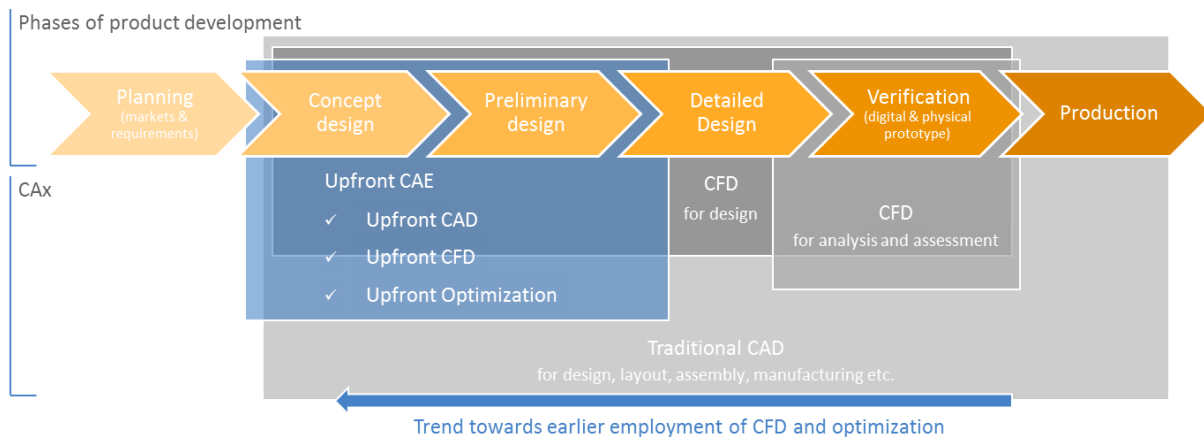 Phases of product development
Planning
(markets &
requirements)
Concept
design
Preliminary
design
Detailed
Design
Verification
(digital & physical
prototype)
Production
CAx
Upfront CAE
✓ Upfront CAD
✓ Upfront CFD
✓ Upfront Optimization
CFD
for design
CFD
for analysis and assessment
Traditional CAD
for design, layout, assembly, manufacturing etc.
Trend towards earlier employment of CFD and optimization